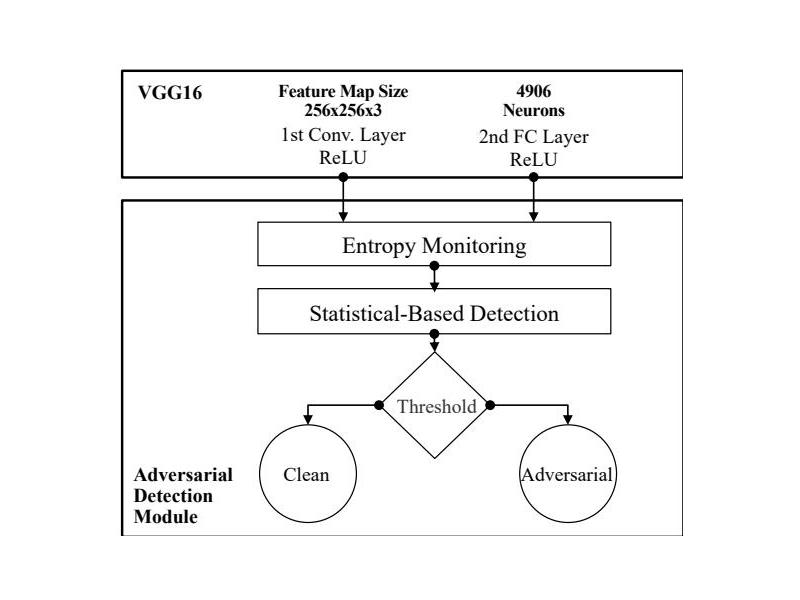 VGG16
Feature Map Size
256x256x3
1st Conv. Layer
ReLU
4906
Neurons
2nd FC Layer
ReLU
Entropy Monitoring
Statistical-Based Detection
Threshold
Clean
Adversarial
Adversarial
Detection
Module